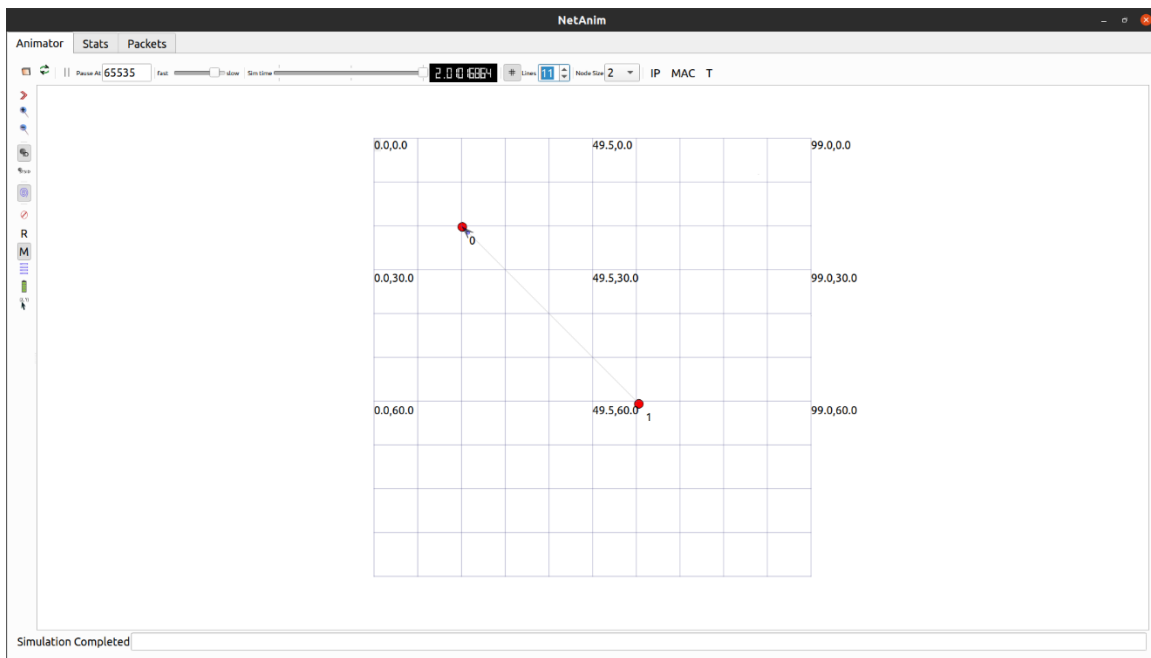 NetAnim
Animator Stats Packets
Pause At 65535 fast slow Sim time 2.0016864 # Lines 11 Node Size 2 IP MAC T
0.0,0.0 49.5,0.0 99.0,0.0
0
R
M
0.0,30.0 49.5,30.0 99.0,30.0
0.0,60.0 49.5,60.0 99.0,60.0
1
Simulation Completed